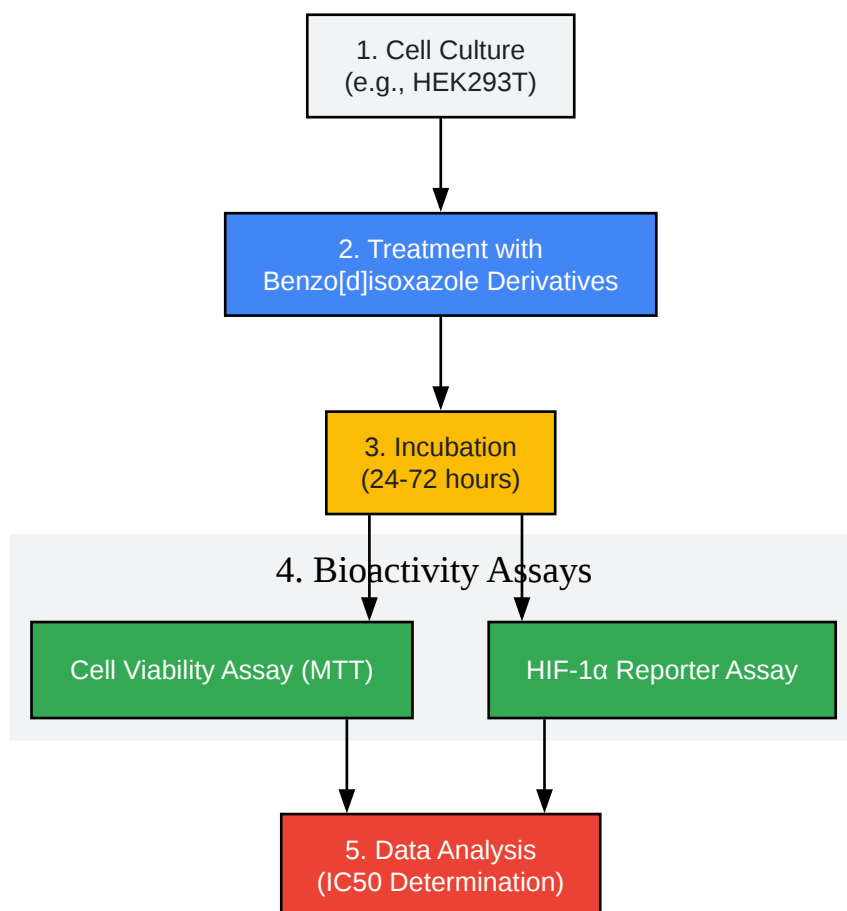 1. Cell Culture
(e.g., HEK293T)
2. Treatment with
Benzo[d]isoxazole Derivatives
3. Incubation
(24-72 hours)
4. Bioactivity Assays
Cell Viability Assay (MTT)
HIF-1α Reporter Assay
5. Data Analysis
(IC50 Determination)